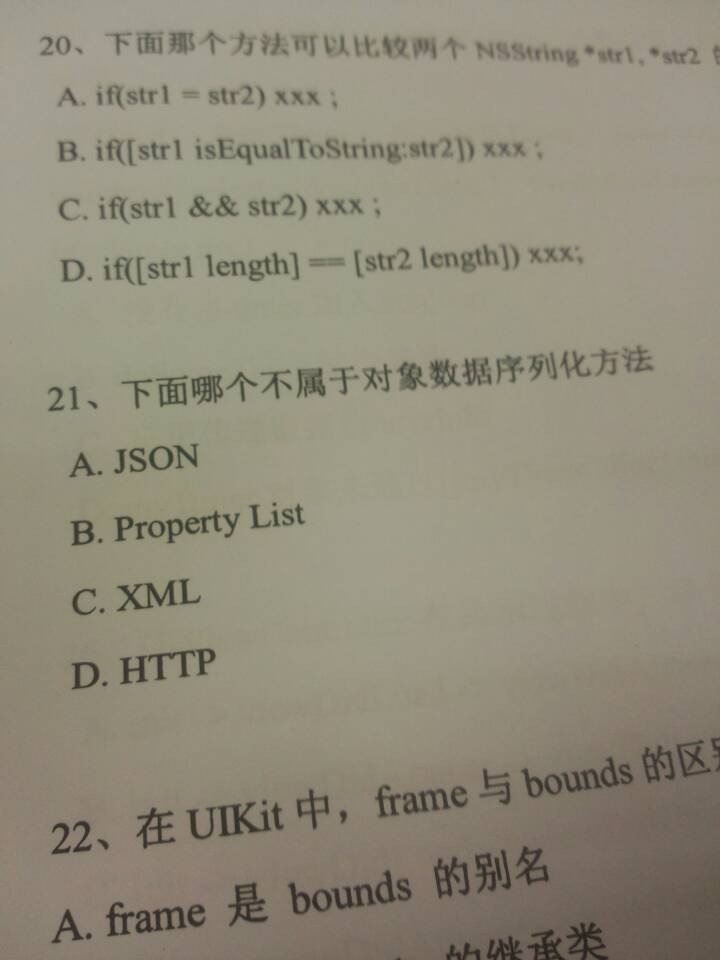 20、下面那个方法可以比较两个 NSString *str1, *str2
A. if(str1 = str2) xxx ;
B. if([str1 isEqualToString:str2]) xxx ;
C. if(str1 && str2) xxx ;
D. if([str1 length] == [str2 length]) xxx;
21、下面哪个不属于对象数据序列化方法
A. JSON
B. Property List
C. XML
D. HTTP
22、在 UIKit 中，frame 与 bounds 的区
A. frame 是 bounds 的别名
的继承类